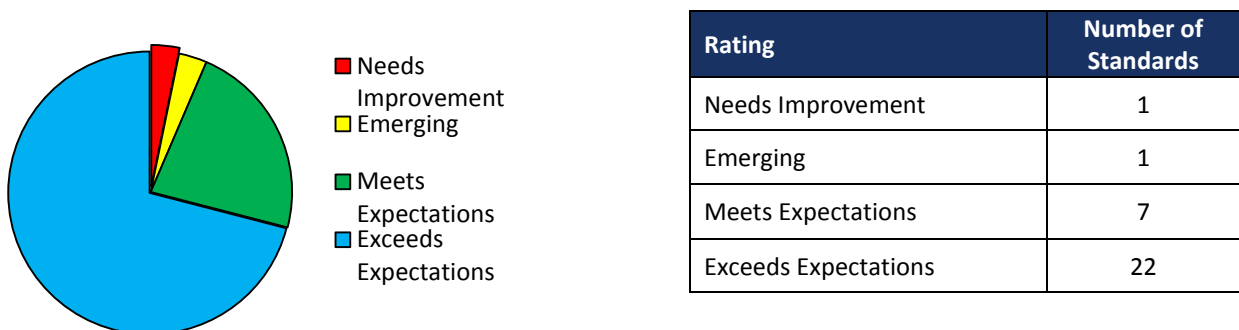 Needs
Improvement
Emerging
Meets
Expectations
Exceeds
Expectations
Rating
Number of
Standards
Needs Improvement
1
Emerging
1
Meets Expectations
7
Exceeds Expectations
22